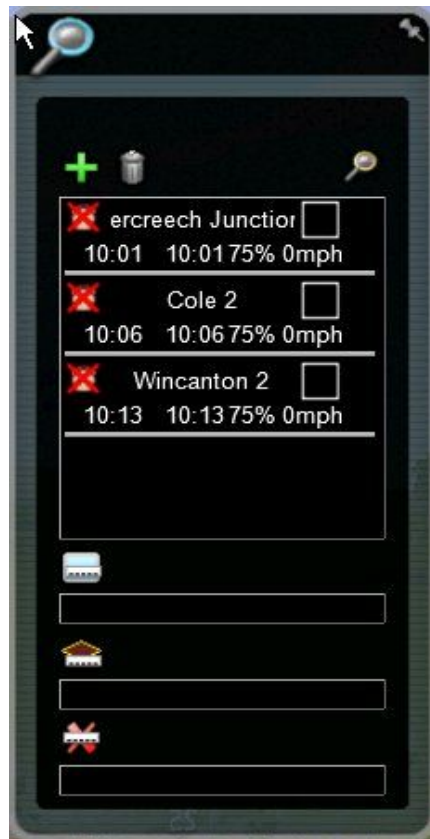 ercreech Junctior
10:01 10:01 75% 0mph
Cole 2
10:06 10:06 75% 0mph
Wincanton 2
10:13 10:13 75% 0mph